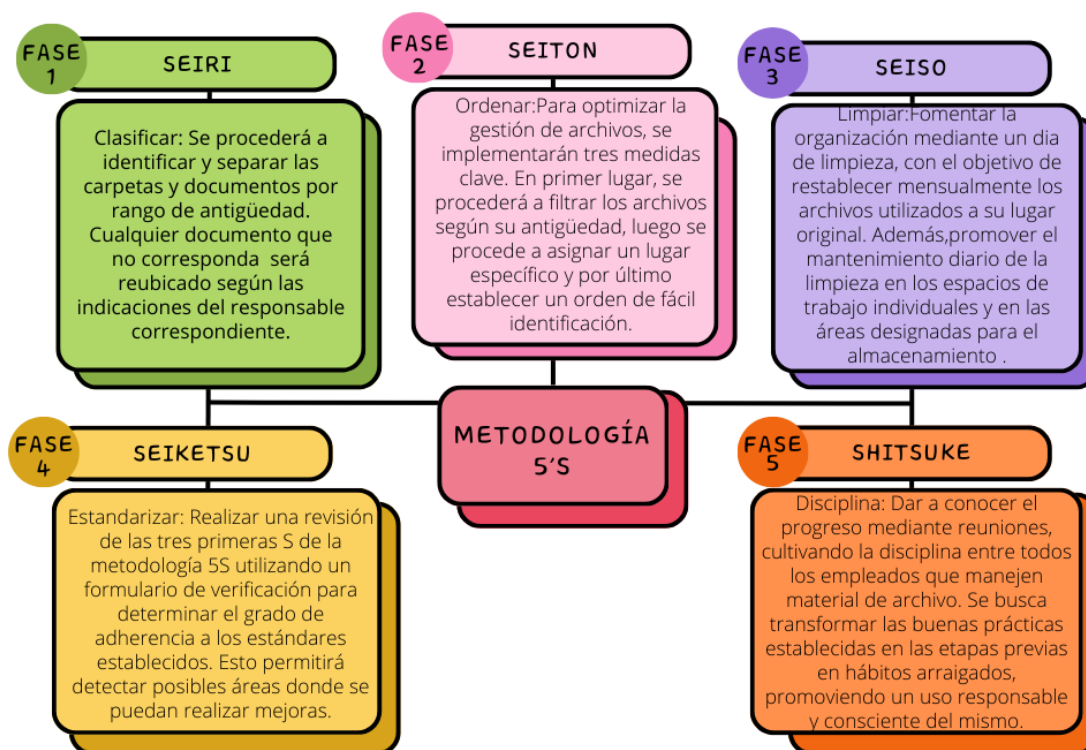 FASE
1
SEIRI
Clasificar: Se procederá a
identificar y separar las
carpetas y documentos por
rango de antigüedad.
Cualquier documento que
no corponda será
reubicado según las
indicaciones del responsable
correspondiente.
FASE
2
SEITON
Ordenar:Para optimizar la
gestión de archivos, se
implementarán tres medidas
clave. En primer lugar, se
procederá a filtrar los archivos
según su antigüedad, luego se
procede a asignar un lugar
específico y por último
establecer un orden de fácil
identificación.
FASE
3
SEISO
Limpiar:Fomentar la
organización mediante un dia
de limpieza, con el objetivo de
restablecer mensualmente los
archivos utilizados a su lugar
original. Además,promover el
mantenimiento diario de la
limpieza en los espacios de
trabajo individuales y en las
áreas designadas para el
almacenamiento .
METODOLOGÍA
5´S
FASE
4
SEIKETSU
Estandarizar: Realizar una revisión
de las tres primeras S de la
metodología 5S utilizando un
formulario de verificación para
determinar el grado de
adherencia a los estándares
establecidos. Esto permitirá
detectar posibles áreas donde se
puedan realizar mejoras.
FASE
5
SHITSUKE
Disciplina: Dar a conocer el
progreso mediante reuniones,
cultivando la disciplina entre todos
los empleados que manejen
material de archivo. Se busca
transformar las buenas prácticas
establecidas en las etapas previas
en hábitos arraigados,
promoviendo un uso responsable
y consciente del mismo.